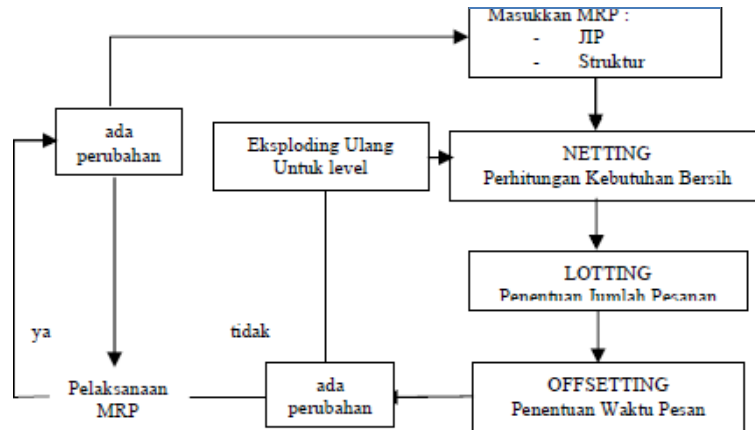 Masukkan MRP :
- JIP
- Struktur
ada
perubahan
Eksploding Ulang
Untuk level
NETTING
Perhitungan Kebutuhan Bersih
LOTTING
Penentuan Jumlah Pesanan
ya
tidak
Pelaksanaan
MRP
ada
perubahan
OFFSETTING
Penentuan Waktu Pesan